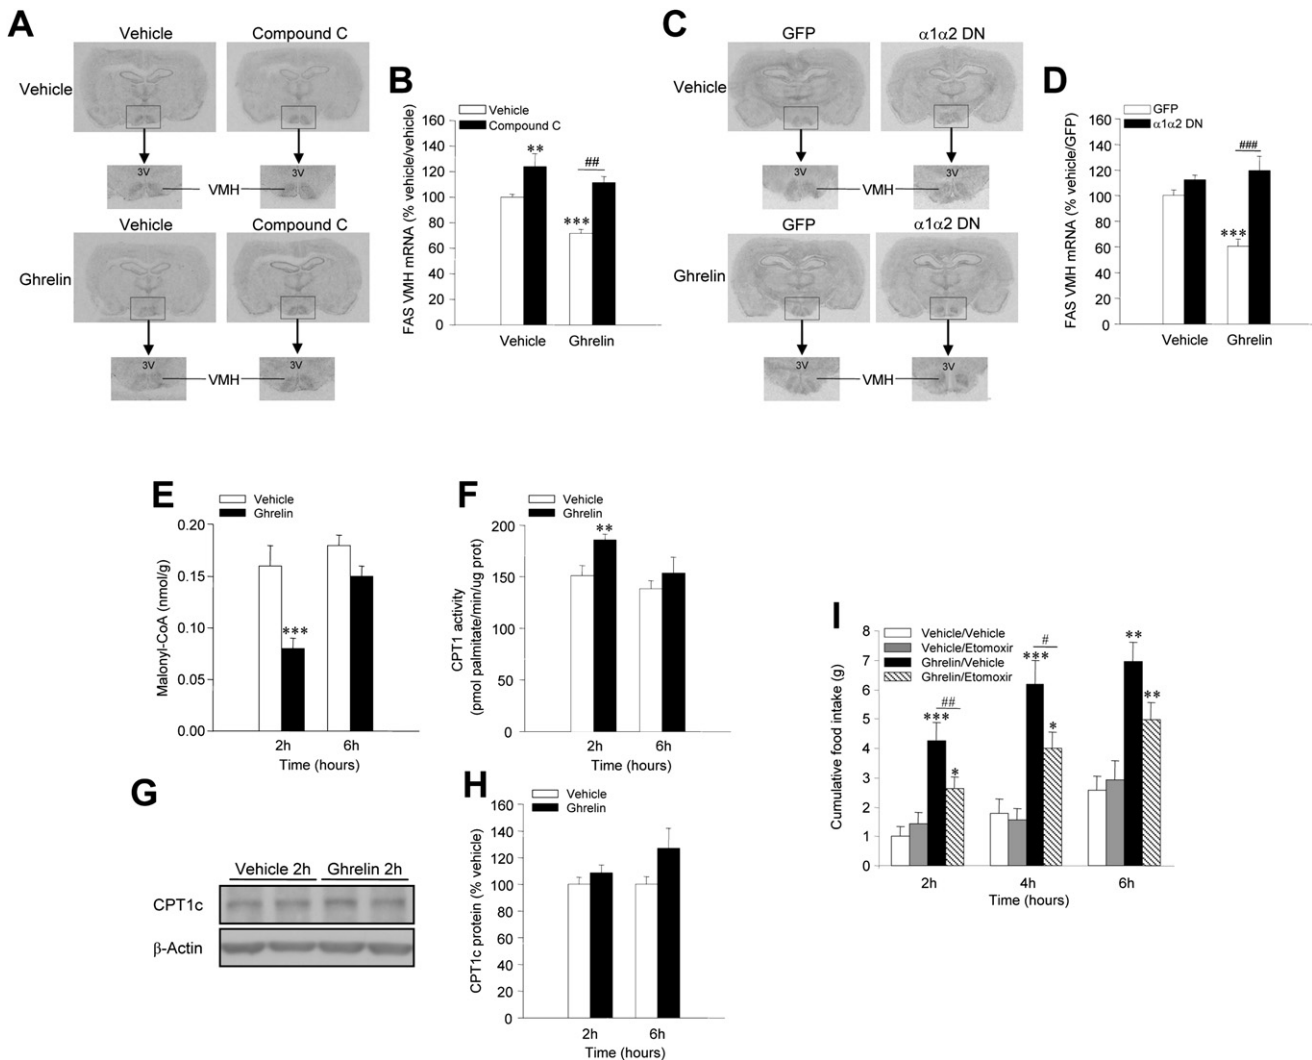 A
Vehicle
Compound C
Vehicle
3V
3V
VMH
Vehicle
Compound C
Ghrelin
3V
3V
VMH
B
Vehicle
Compound C
FAS VMH mRNA (% vehicle/vehicle)
160
140
120
100
80
60
40
20
0
**
***
##
Vehicle
Ghrelin
C
GFP
α1α2 DN
Vehicle
3V
3V
VMH
GFP
α1α2 DN
Ghrelin
3V
3V
VMH
D
GFP
α1α2 DN
FAS VMH mRNA (% vehicle/GFP)
160
140
120
100
80
60
40
20
0
***
###
Vehicle
Ghrelin
E
Vehicle
Ghrelin
Malonyl-CoA (nmol/g)
0.20
0.15
0.10
0.05
0.00
***
2h
6h
Time (hours)
F
Vehicle
Ghrelin
CPT1 activity
(pmol palmitate/min/ug prot)
200
150
100
50
0
**
2h
6h
Time (hours)
G
Vehicle 2h
Ghrelin 2h
CPT1c
β-Actin
H
Vehicle
Ghrelin
CPT1c protein (% vehicle)
160
140
120
100
80
60
40
20
0
2h
6h
Time (hours)
I
Vehicle/Vehicle
Vehicle/Etomoxir
Ghrelin/Vehicle
Ghrelin/Etomoxir
Cumulative food intake (g)
8
7
6
5
4
3
2
1
0
***
##
*
***
#
*
**
**
2h
4h
6h
Time (hours)